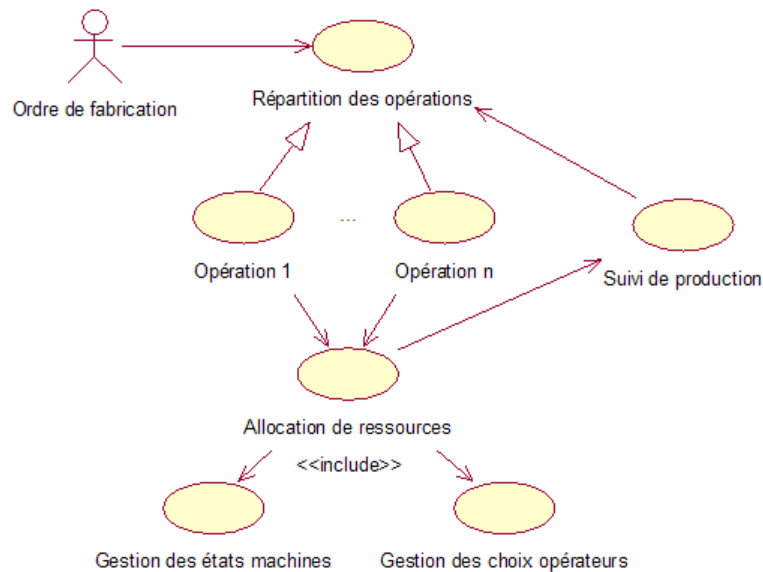 Ordre de fabrication
Répartition des opérations
...
Opération 1
Opération n
Suivi de production
Allocation de ressources
<<include>>
Gestion des états machines
Gestion des choix opérateurs